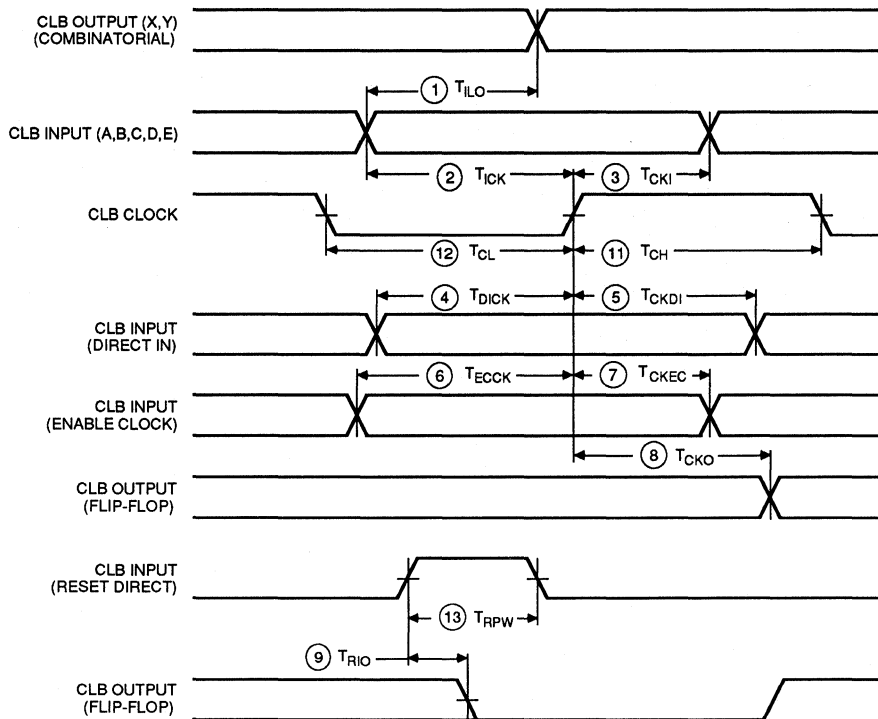 CLB OUTPUT (X,Y)
(COMBINATORIAL)
1 TILO
CLB INPUT (A,B,C,D,E)
2 TICK
3 TCKI
CLB CLOCK
12 TCL
11 TCH
4 TDICK
5 TCKDI
CLB INPUT
(DIRECT IN)
6 TECCK
7 TCKEC
CLB INPUT
(ENABLE CLOCK)
8 TCKO
CLB OUTPUT
(FLIP-FLOP)
CLB INPUT
(RESET DIRECT)
13 TRPW
9 TRIO
CLB OUTPUT
(FLIP-FLOP)